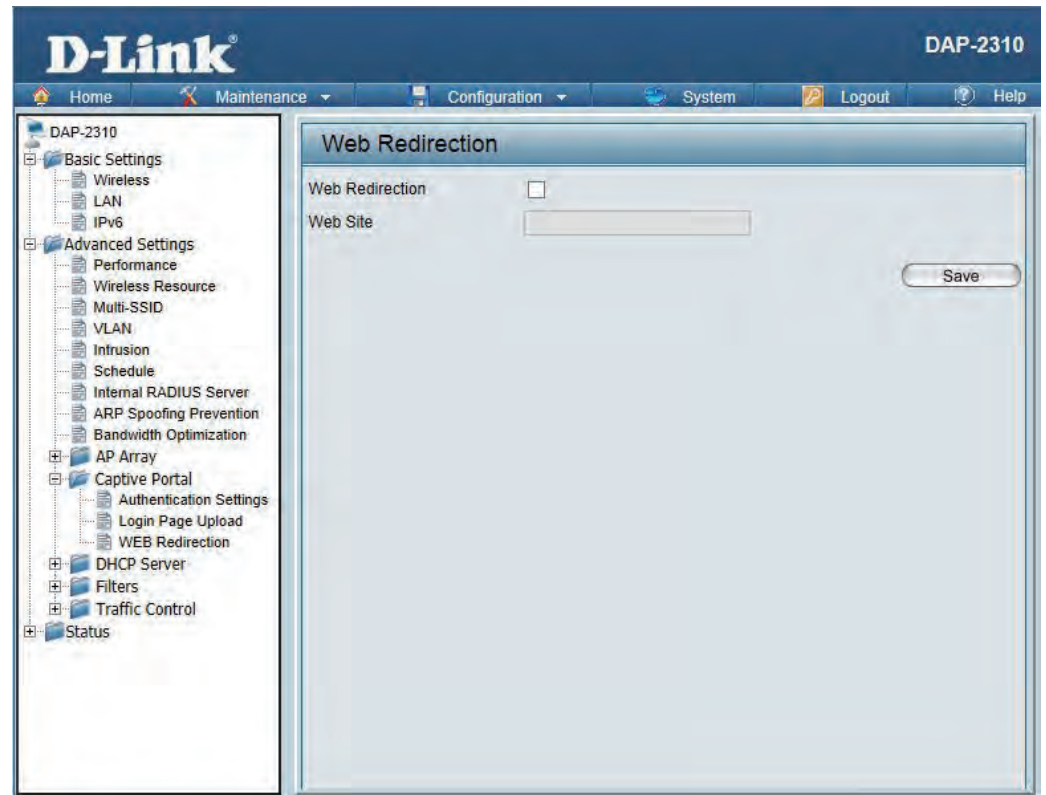 D-Link®
DAP-2310
Home Maintenance Configuration System Logout Help
DAP-2310
Basic Settings
Wireless
LAN
IPv6
Advanced Settings
Performance
Wireless Resource
Multi-SSID
VLAN
Intrusion
Schedule
Internal RADIUS Server
ARP Spoofing Prevention
Bandwidth Optimization
AP Array
Captive Portal
Authentication Settings
Login Page Upload
WEB Redirection
DHCP Server
Filters
Traffic Control
Status
Web Redirection
Web Redirection
Web Site
Save